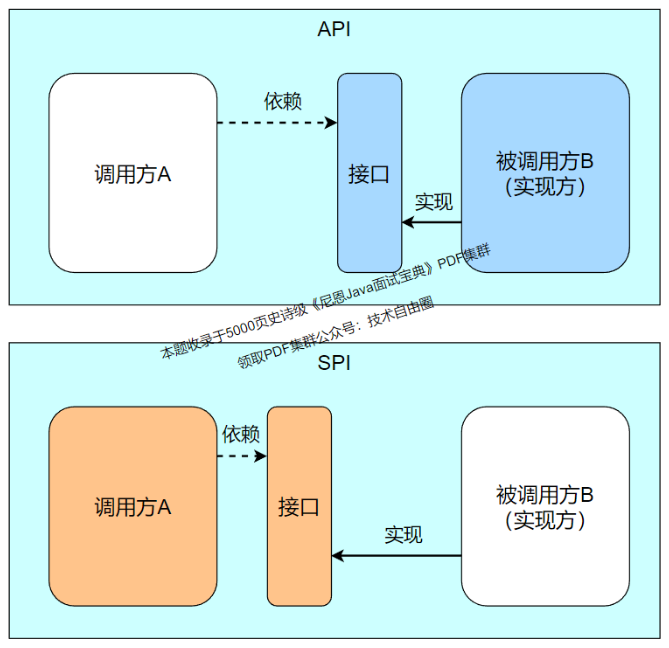 API
依赖
调用方A
接口
被调用方B
（实现方）
实现
本题收录于5000页史诗级《尼恩Java面试宝典》PDF集群
领取PDF集群公众号：技术自由圈
SPI
依赖
调用方A
接口
被调用方B
（实现方）
实现